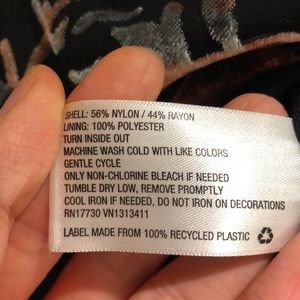 SHELL: 56% NYLON / 44% RAYON
LINING: 100% POLYESTER
TURN INSIDE OUT
MACHINE WASH COLD WITH LIKE COLORS
GENTLE CYCLE
ONLY NON-CHLORINE BLEACH IF NEEDED
TUMBLE DRY LOW, REMOVE PROMPTLY
COOL IRON IF NEEDED, DO NOT IRON ON DECORATIONS
RN17730 VN1313411
LABEL MADE FROM 100% RECYCLED PLASTIC